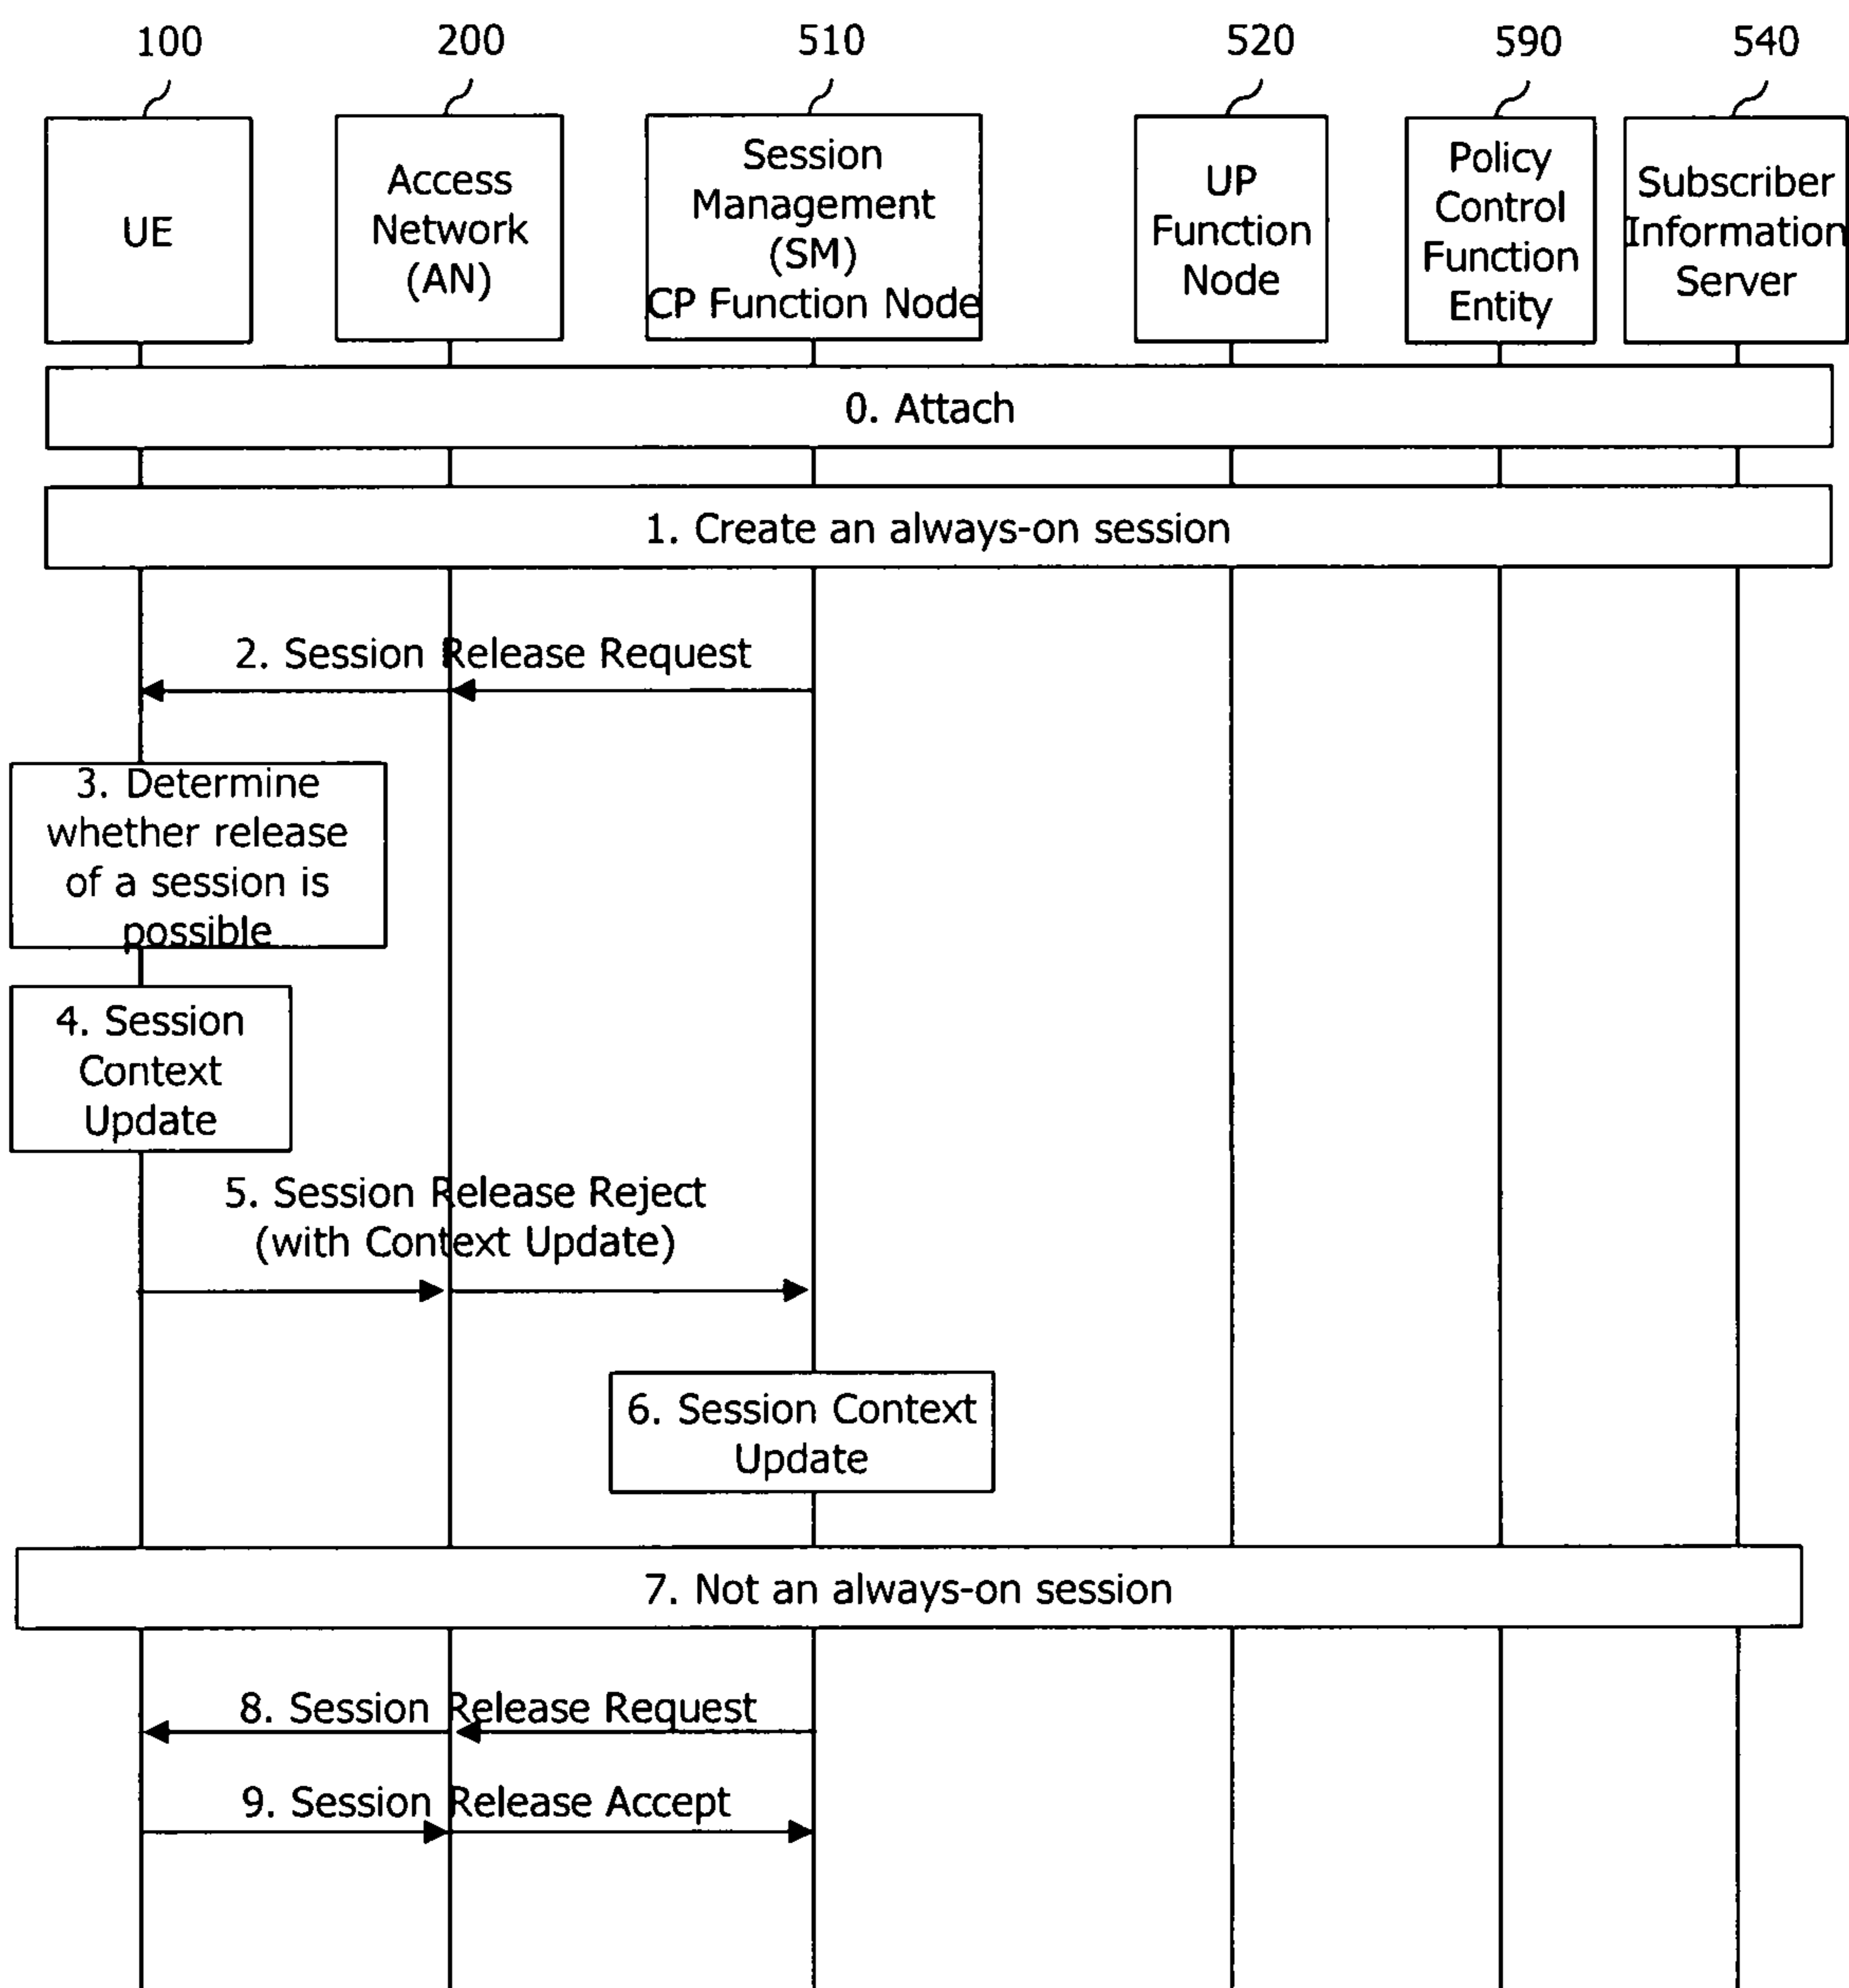 100
200
510
520
590
540
UE
Access
Network
(AN)
Session
Management
(SM)
CP Function Node
UP
Function
Node
Policy
Control
Function
Entity
Subscriber
Information
Server
0. Attach
1. Create an always-on session
2. Session Release Request
3. Determine
whether release
of a session is
possible
4. Session
Context
Update
5. Session Release Reject
(with Context Update)
6. Session Context
Update
7. Not an always-on session
8. Session Release Request
9. Session Release Accept